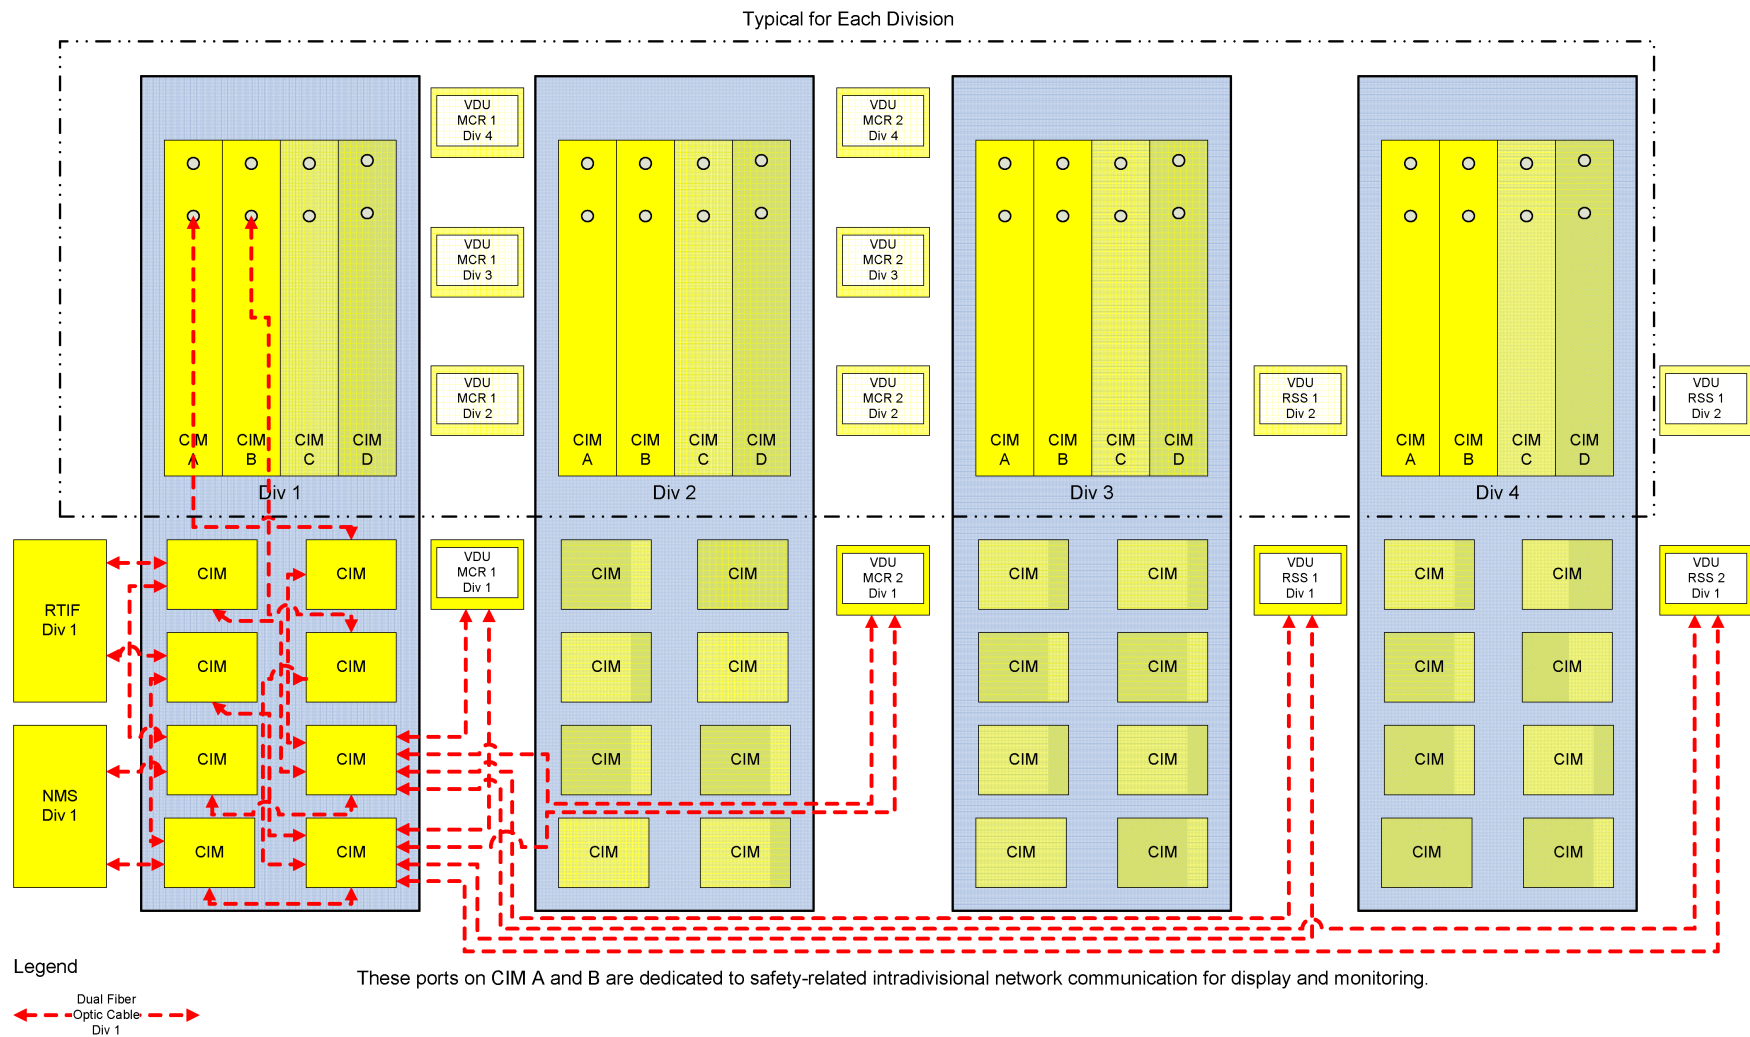 Typical for Each Division
VDU
MCR 1
Div 4
VDU
MCR 2
Div 4
VDU
MCR 1
Div 3
VDU
MCR 2
Div 3
VDU
MCR 1
Div 2
VDU
MCR 2
Div 2
VDU
RSS 1
Div 2
VDU
RSS 1
Div 2
CIM
A
CIM
B
CIM
C
CIM
D
Div 1
CIM
A
CIM
B
CIM
C
CIM
D
Div 2
CIM
A
CIM
B
CIM
C
CIM
D
Div 3
CIM
A
CIM
B
CIM
C
CIM
D
Div 4
RTIF
Div 1
NMS
Div 1
CIM
CIM
CIM
CIM
CIM
CIM
CIM
CIM
VDU
MCR 1
Div 1
CIM
CIM
CIM
CIM
CIM
CIM
CIM
CIM
VDU
MCR 2
Div 1
CIM
CIM
CIM
CIM
CIM
CIM
CIM
CIM
VDU
RSS 1
Div 1
CIM
CIM
CIM
CIM
CIM
CIM
CIM
CIM
VDU
RSS 2
Div 1
Legend
Dual Fiber
Optic Cable
Div 1
These ports on CIM A and B are dedicated to safety-related intradivisional network communication for display and monitoring.